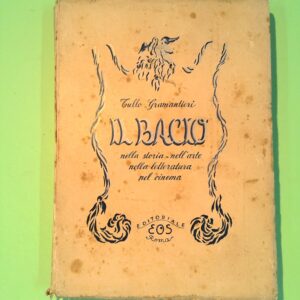 Tullo Gramantieri
IL BACIO
nella storia, nell'arte
nella letteratura
nel cinema
EDITORIALE
EOS
Roma